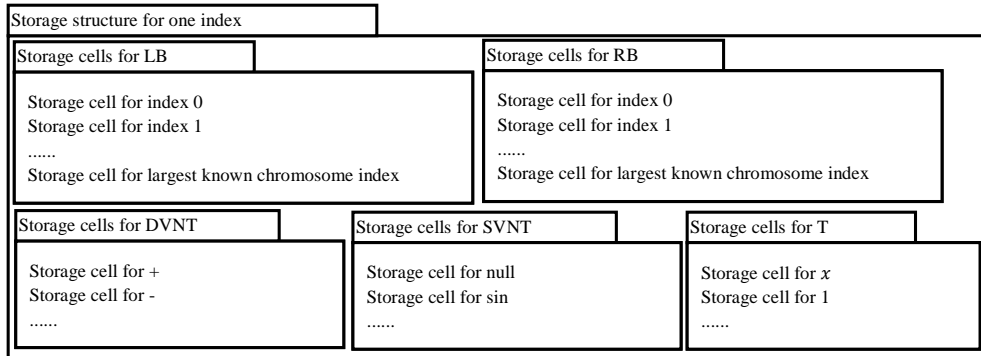 Storage structure for one index
Storage cells for LB
Storage cell for index 0
Storage cell for index 1
......
Storage cell for largest known chromosome index
Storage cells for RB
Storage cell for index 0
Storage cell for index 1
......
Storage cell for largest known chromosome index
Storage cells for DVNT
Storage cell for +
Storage cell for -
......
Storage cells for SVNT
Storage cell for null
Storage cell for sin
......
Storage cells for T
Storage cell for x
Storage cell for 1
......